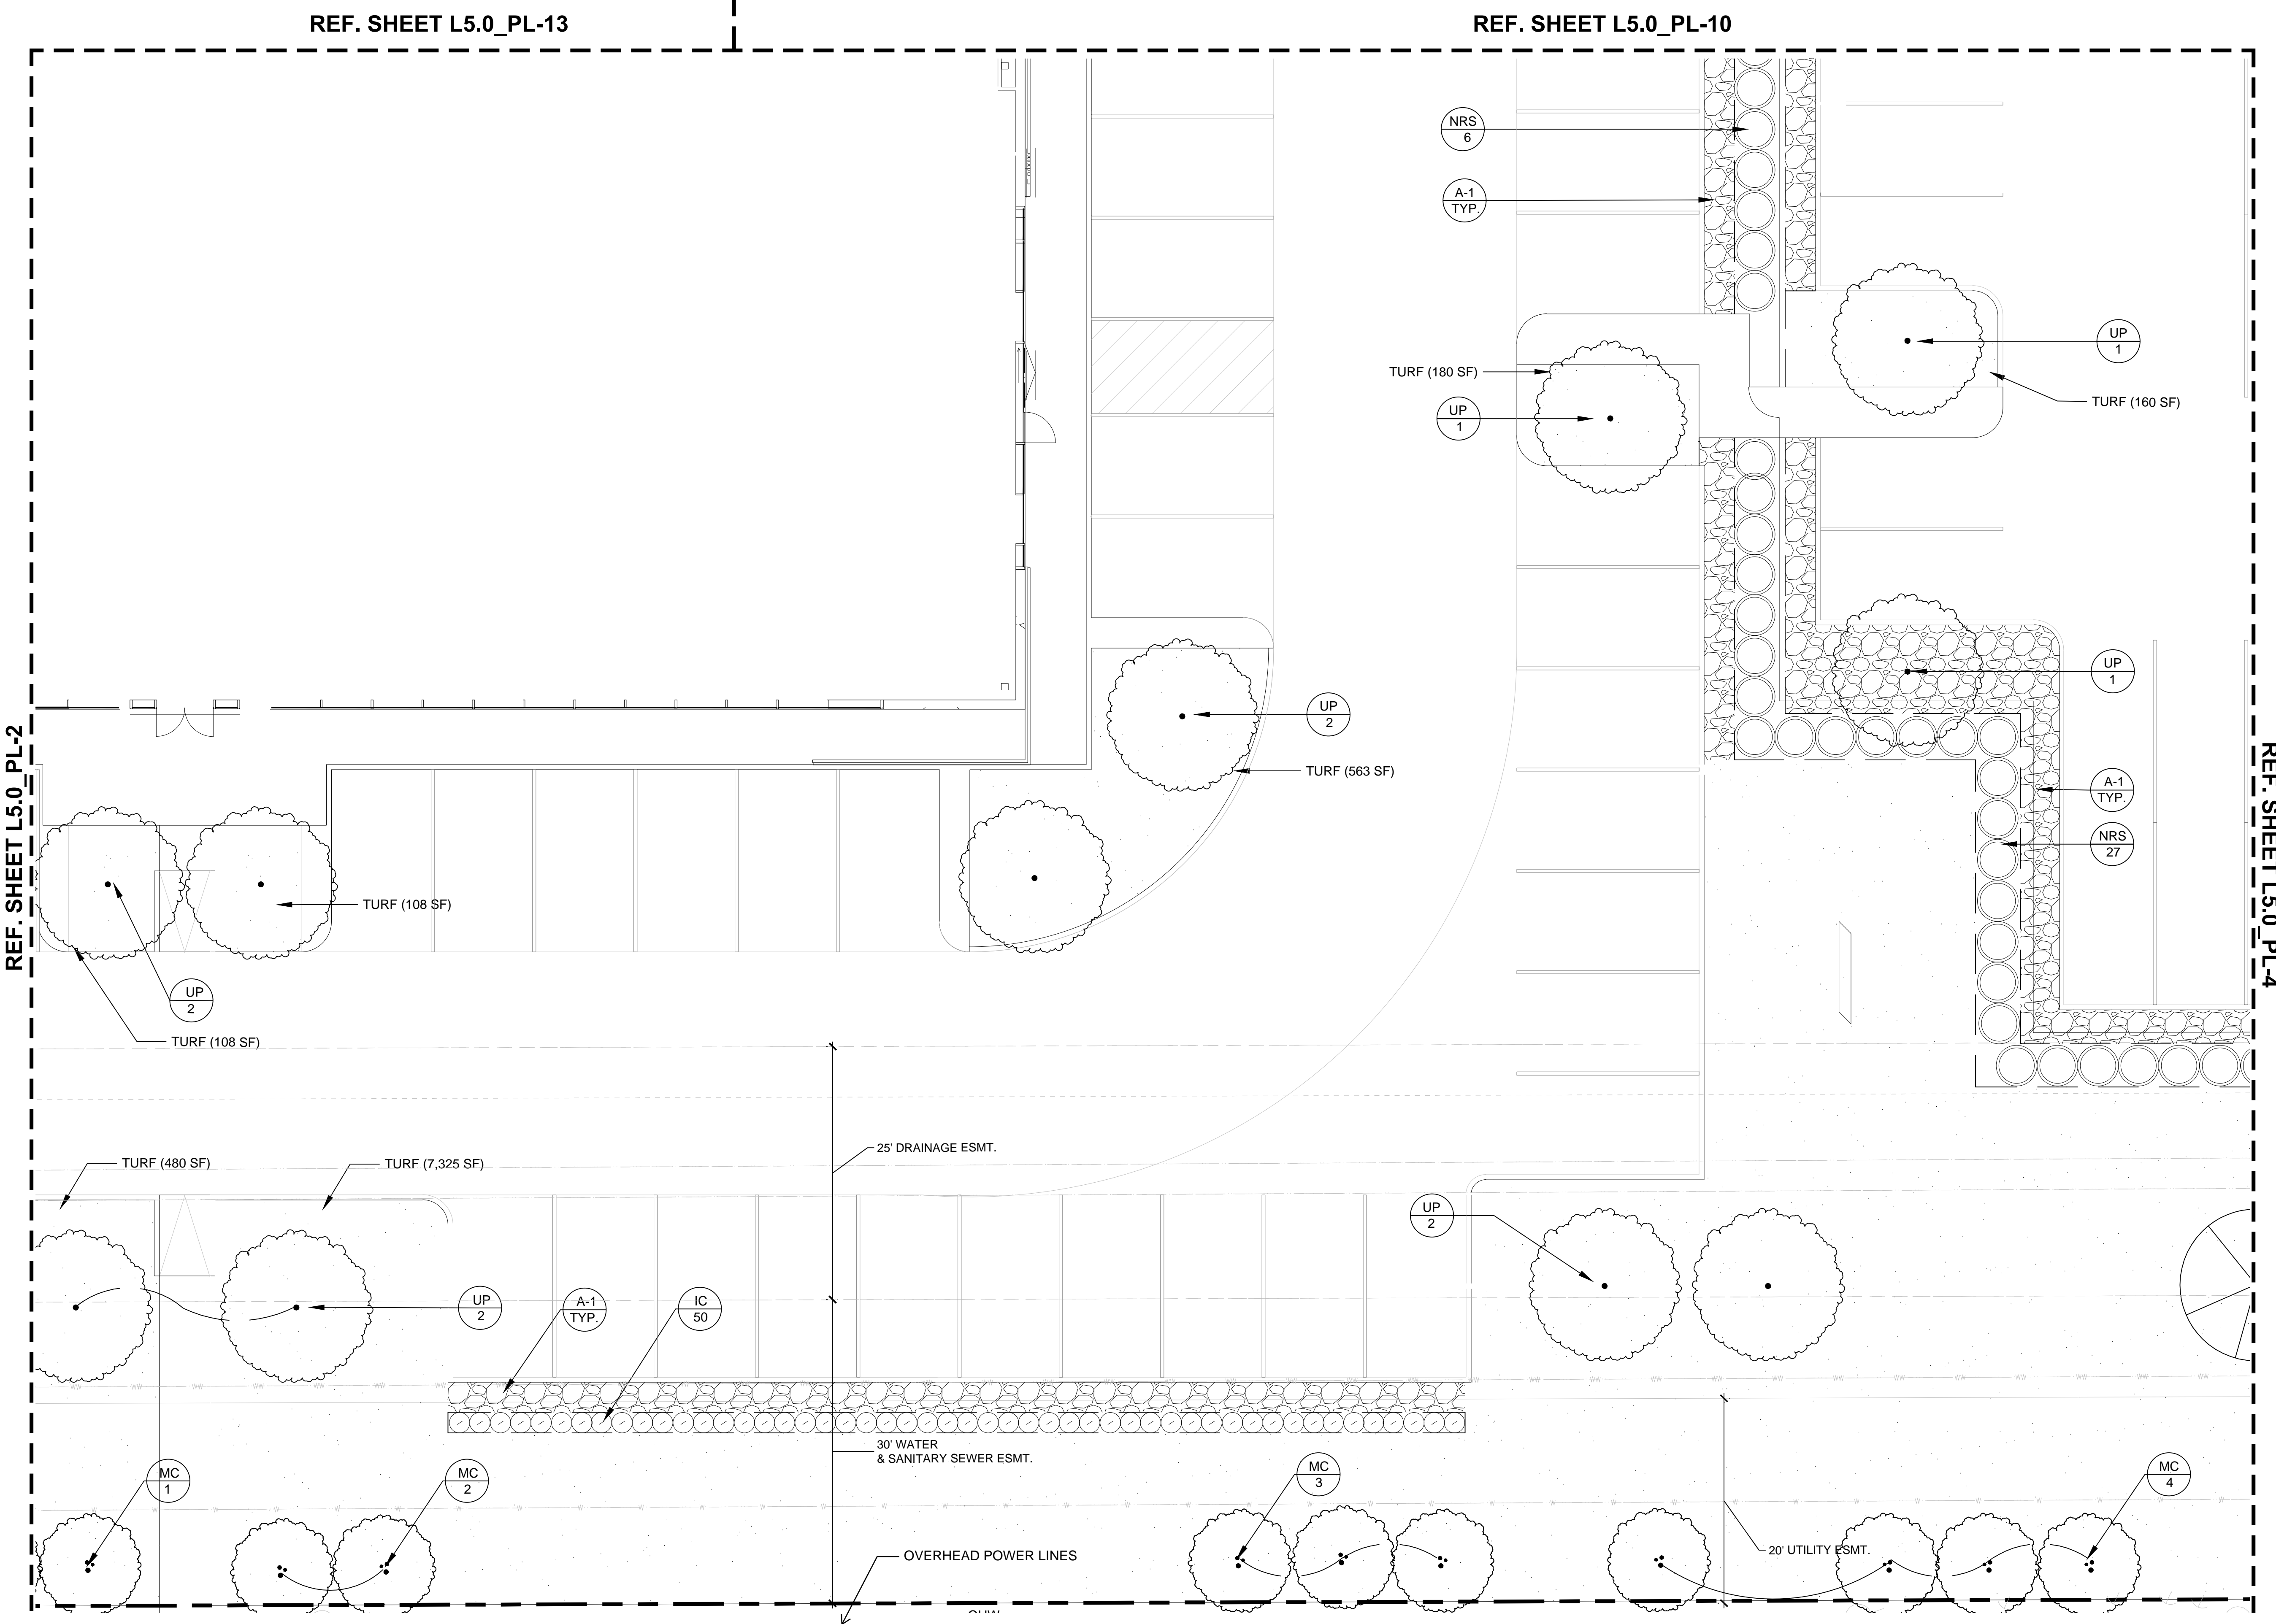 REF. SHEET L5.0_PL-13
REF. SHEET L5.0_PL-10
NRS
6
A-1
TYP.
UP
1
TURF (180 SF)
UP
1
TURF (160 SF)
UP
1
UP
2
TURF (563 SF)
A-1
TYP.
NRS
27
REF. SHEET L5.0_PL-2
REF. SHEET L5.0_PL-4
TURF (108 SF)
UP
2
TURF (108 SF)
25' DRAINAGE ESMT.
TURF (480 SF)
TURF (7,325 SF)
UP
2
UP
2
A-1
TYP.
IC
50
30' WATER
& SANITARY SEWER ESMT.
MC
1
MC
2
MC
3
MC
4
OVERHEAD POWER LINES
20' UTILITY ESMT.